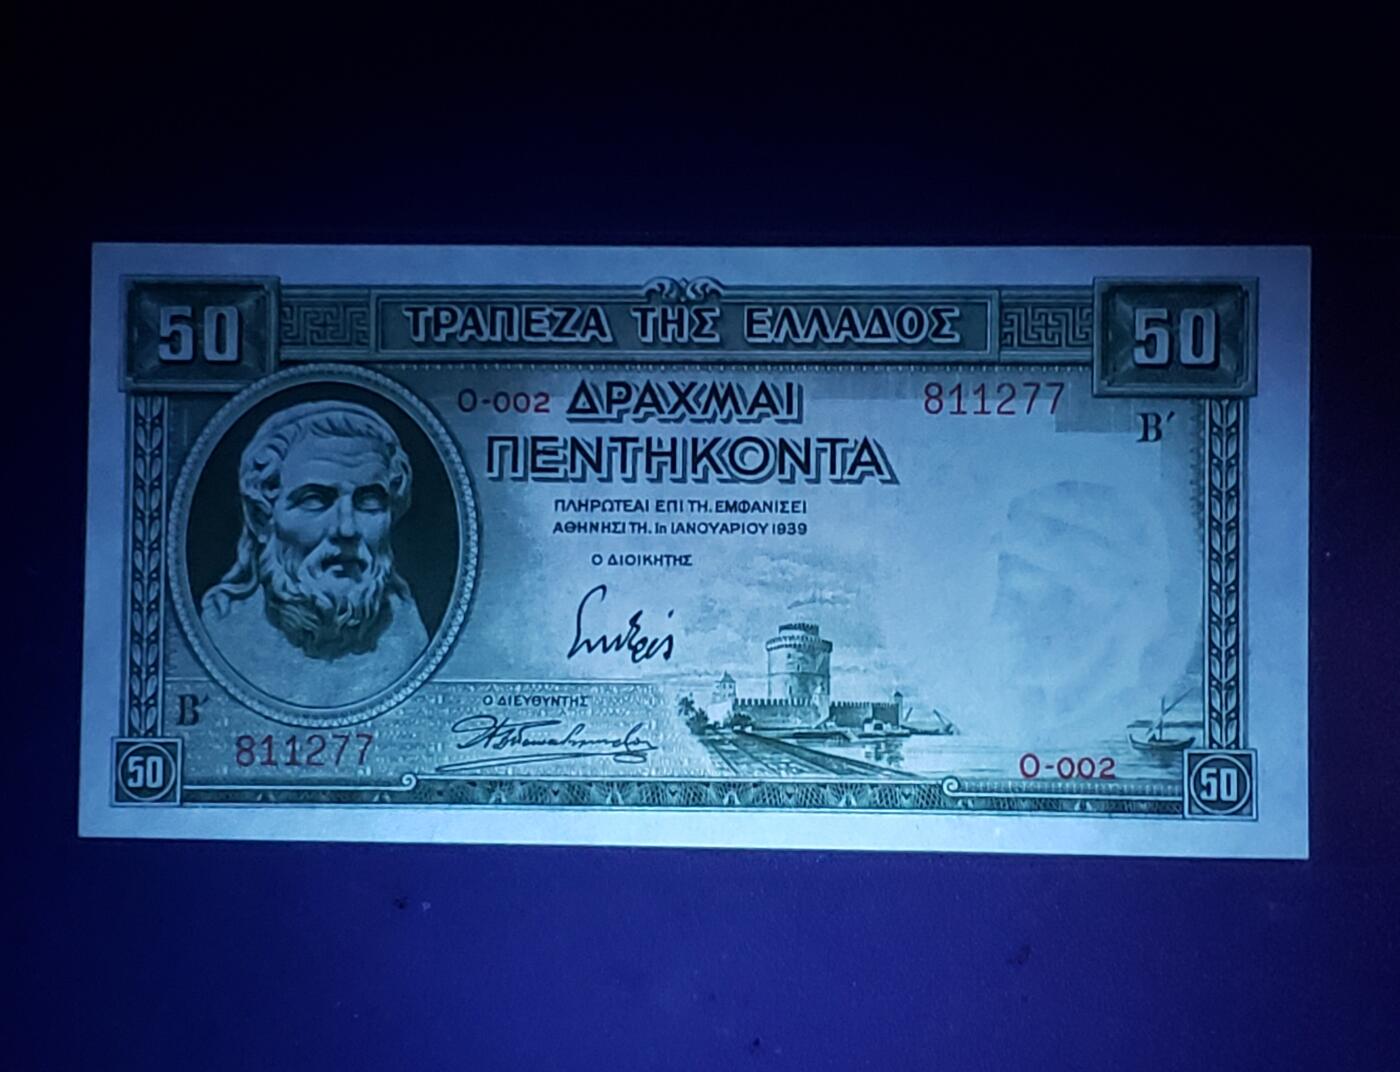 50 ΤΡΑΠΕΖΑ ΤΗΣ ΕΛΛΑΔΟΣ 50
Ο-002 ΔΡΑΧΜΑΙ 811277
Β΄
ΠΕΝΤΗΚΟΝΤΑ
ΠΛΗΡΩΤΕΑΙ ΕΠΙ ΤΗ. ΕΜΦΑΝΙΣΕΙ
ΑΘΗΝΗΣΙ ΤΗ. 1η ΙΑΝΟΥΑΡΙΟΥ 1939
Ο ΔΙΟΙΚΗΤΗΣ
Ο ΔΙΕΥΘΥΝΤΗΣ
Β΄
811277
Ο-002
50 50